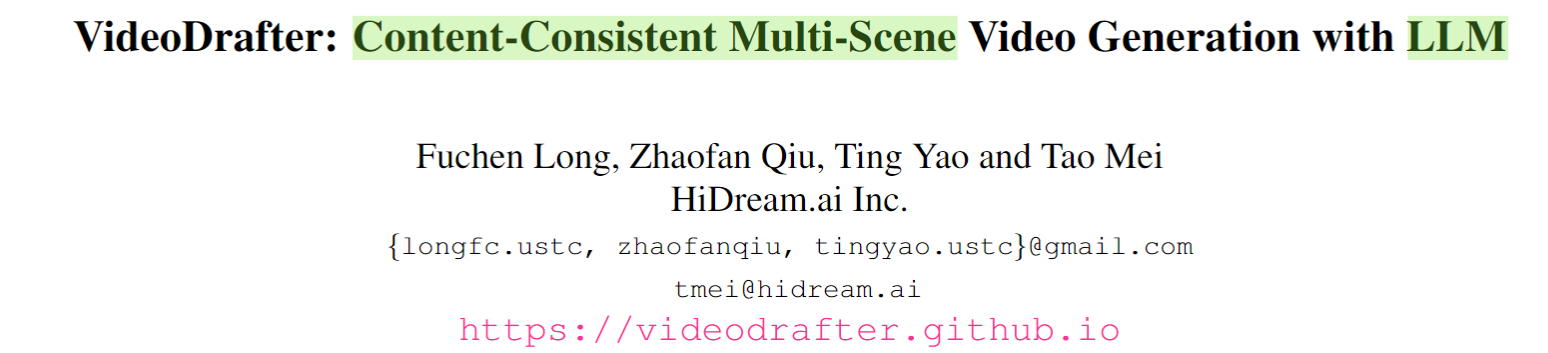 VideoDrafter: Content-Consistent Multi-Scene Video Generation with LLM
Fuchen Long, Zhaofan Qiu, Ting Yao and Tao Mei
HiDream.ai Inc.
{longfc.ustc, zhaofanqiu, tingyao.ustc}@gmail.com
tmei@hidream.ai
https://videodrafter.github.io